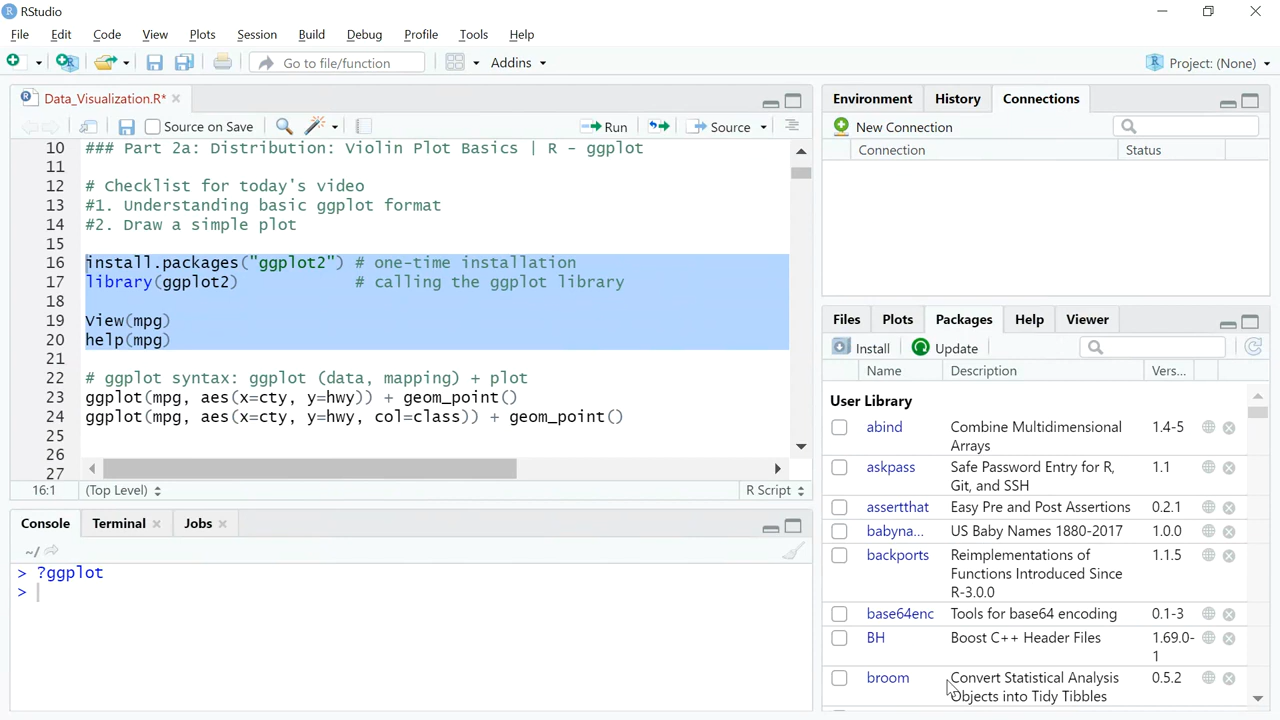 RStudio
File Edit Code View Plots Session Build Debug Profile Tools Help
Go to file/function Addins Project: (None)
Data_Visualization.R*
Source on Save Run Source
10 ### Part 2a: Distribution: Violin Plot Basics | R - ggplot
11
12 # Checklist for today's video
13 #1. Understanding basic ggplot format
14 #2. Draw a simple plot
15
16 install.packages("ggplot2") # one-time installation
17 library(ggplot2) # calling the ggplot library
18
19 View(mpg)
20 help(mpg)
21
22 # ggplot syntax: ggplot (data, mapping) + plot
23 ggplot(mpg, aes(x=cty, y=hwy)) + geom_point()
24 ggplot(mpg, aes(x=cty, y=hwy, col=class)) + geom_point()
25
26
27
16:1 (Top Level) R Script
Console Terminal Jobs
~/
> ?ggplot
>
Environment History Connections
New Connection
Connection Status
Files Plots Packages Help Viewer
Install Update
Name Description Vers...
User Library
abind Combine Multidimensional 1.4-5
Arrays
askpass Safe Password Entry for R, 1.1
Git, and SSH
assertthat Easy Pre and Post Assertions 0.2.1
babyna... US Baby Names 1880-2017 1.0.0
backports Reimplementations of 1.1.5
Functions Introduced Since
R-3.0.0
base64enc Tools for base64 encoding 0.1-3
BH Boost C++ Header Files 1.69.0-
1
broom Convert Statistical Analysis 0.5.2
Objects into Tidy Tibbles